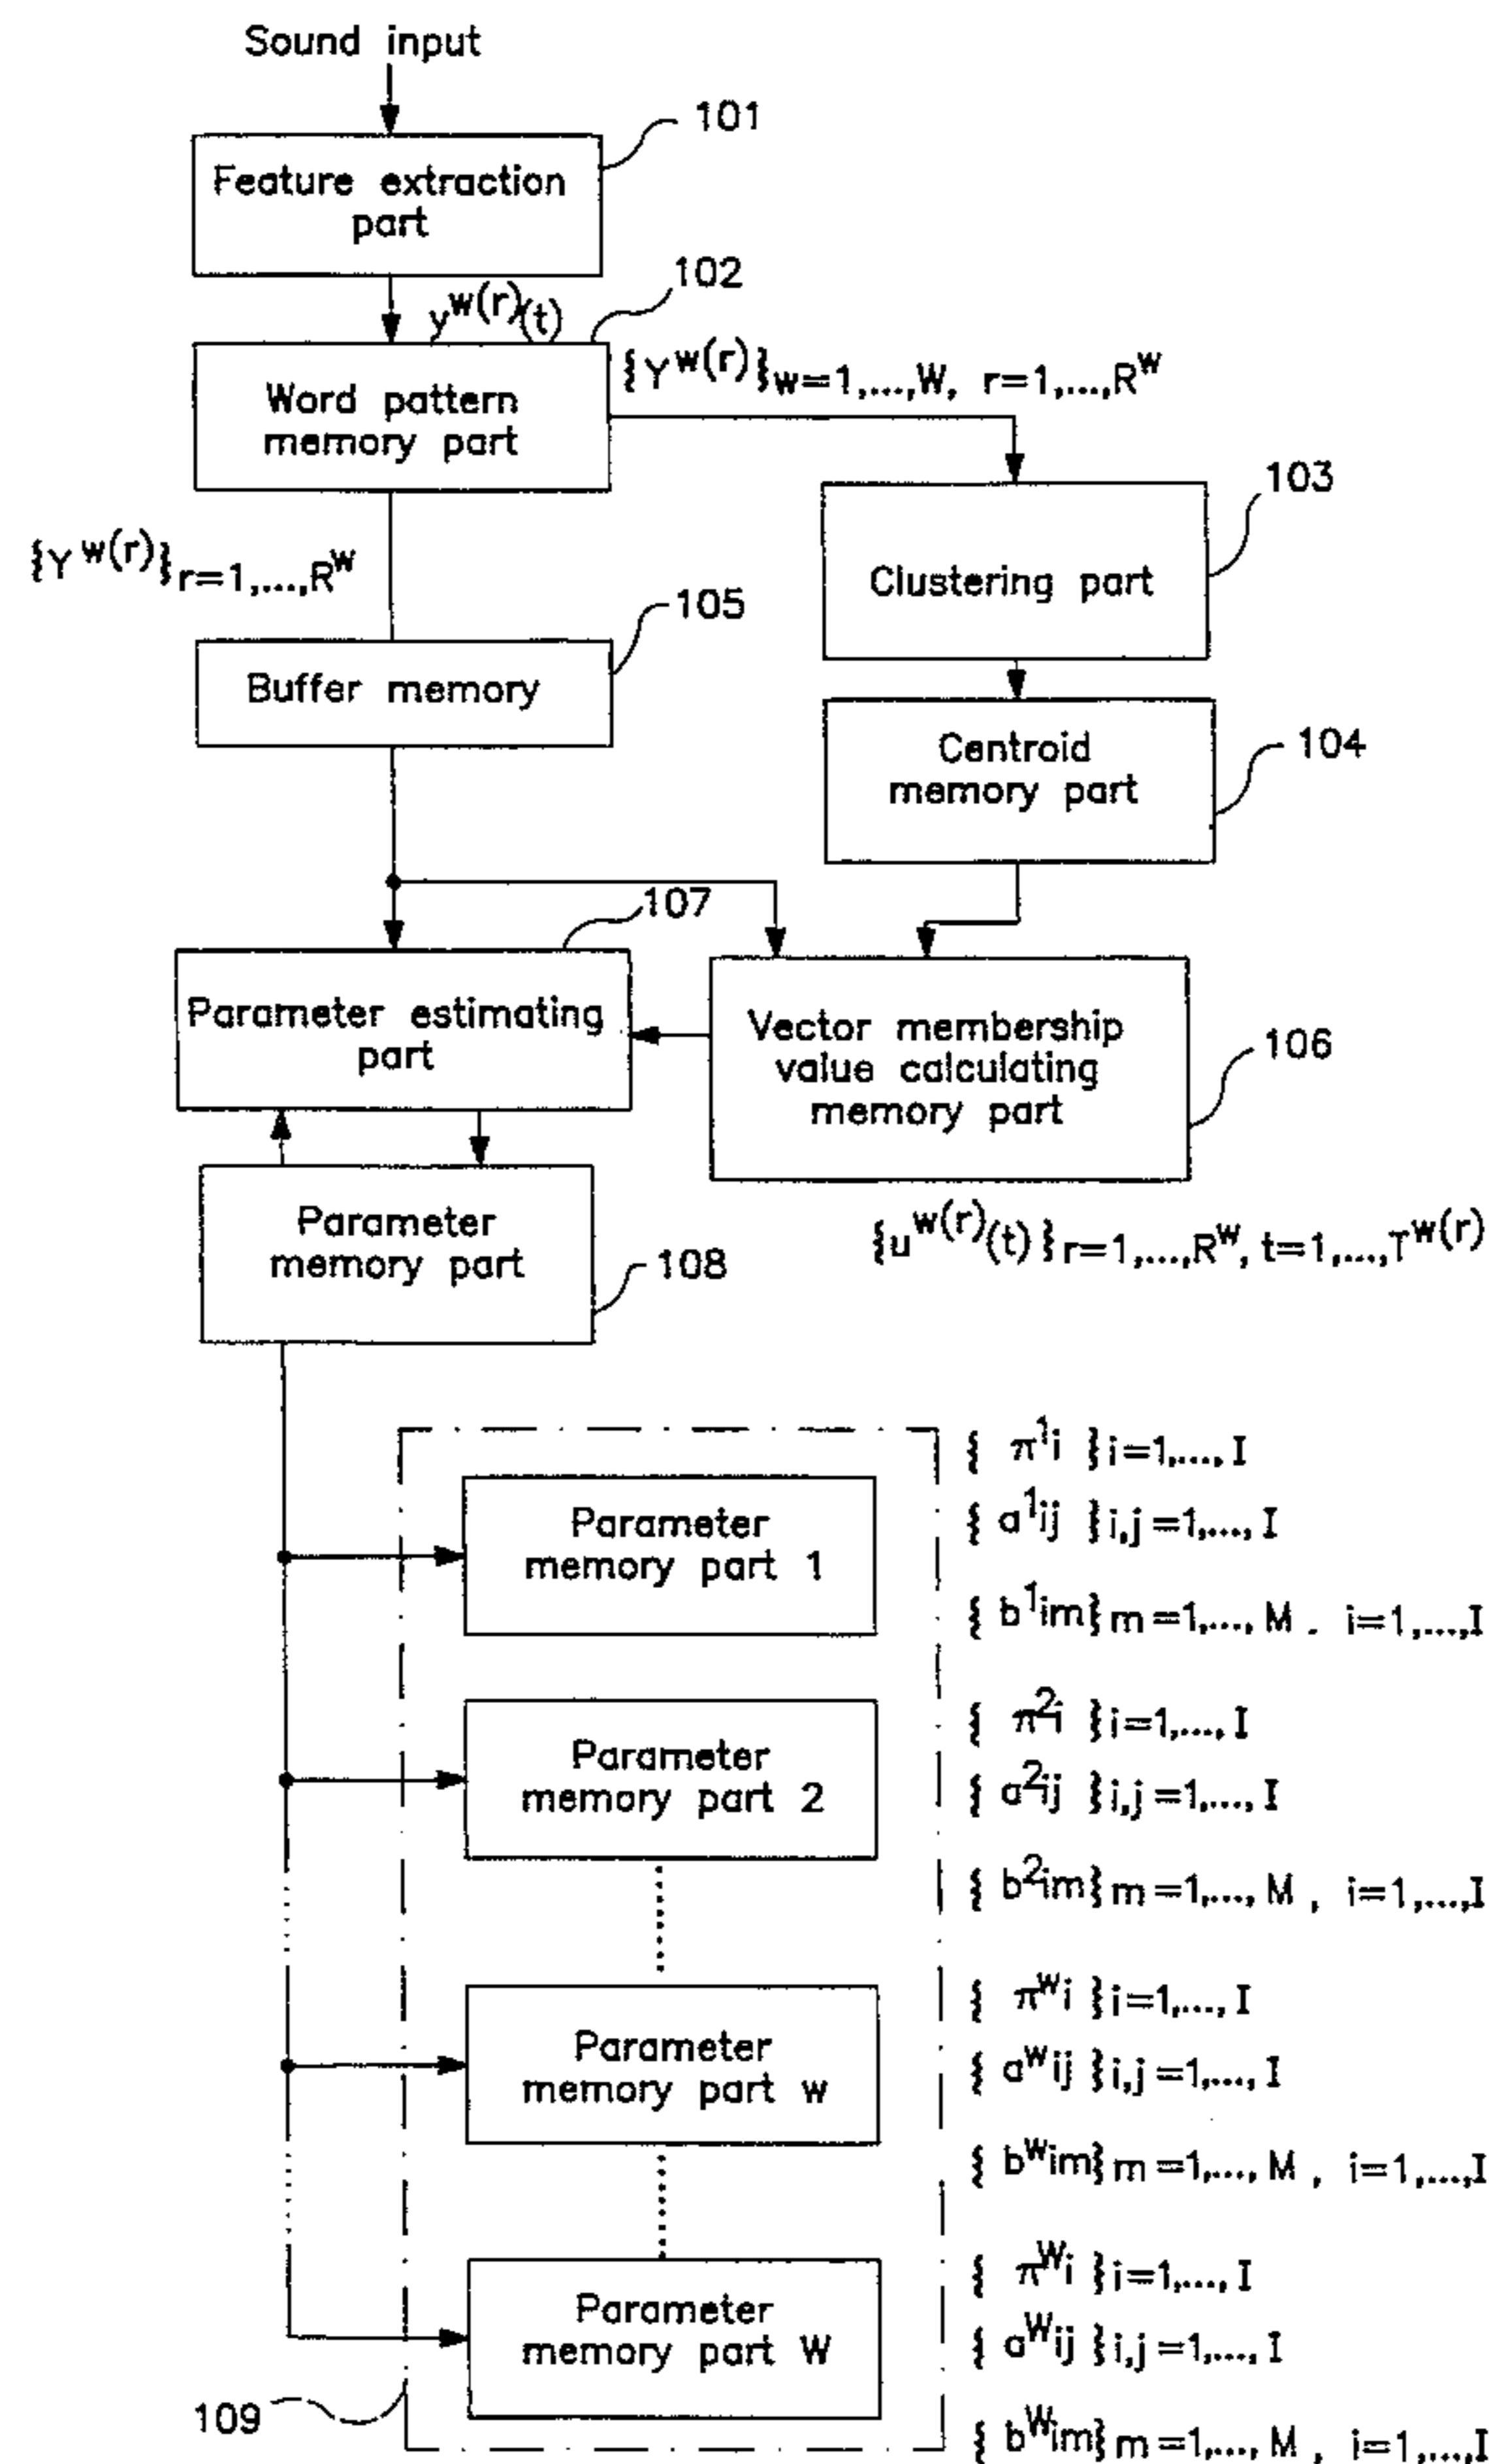 Sound input
101
Feature extraction
part
y^w(r)(t)
102
{Y^w(r)}w=1,...,W, r=1,...,R^w
Word pattern
memory part
103
Clustering part
{Y^w(r)}r=1,...,R^w
105
Buffer memory
104
Centroid
memory part
107
Parameter estimating
part
106
Vector membership
value calculating
memory part
{u^w(r)(t)}r=1,...,R^w, t=1,...,T^w(r)
Parameter
memory part
108
{ π^1i }i=1,...,I
Parameter
memory part 1
{ a^1ij }i,j=1,...,I
{ b^1im}m=1,...,M . i=1,...,I
{ π^2i }i=1,...,I
Parameter
memory part 2
{ a^2ij }i,j=1,...,I
{ b^2im}m=1,...,M , i=1,...,I
{ π^wi }i=1,...,I
Parameter
memory part w
{ a^wij }i,j=1,...,I
{ b^wim}m=1,...,M , i=1,...,I
{ π^Wi }i=1,...,I
Parameter
memory part W
{ a^Wij }i,j=1,...,I
109
{ b^Wim}m=1,...,M , i=1,...,I